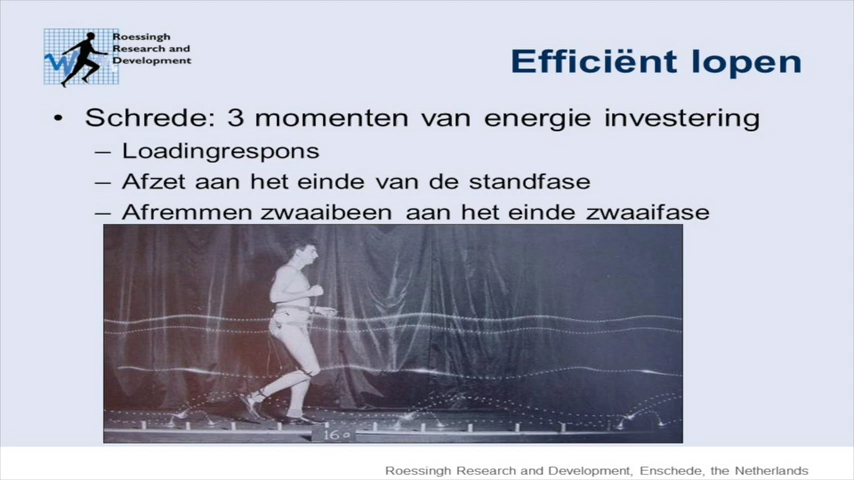 Roessingh
Research and
Development
Efficiënt lopen
• Schrede: 3 momenten van energie investering
– Loadingrespons
– Afzet aan het einde van de standfase
– Afremmen zwaaibeen aan het einde zwaaifase
Roessingh Research and Development, Enschede, the Netherlands